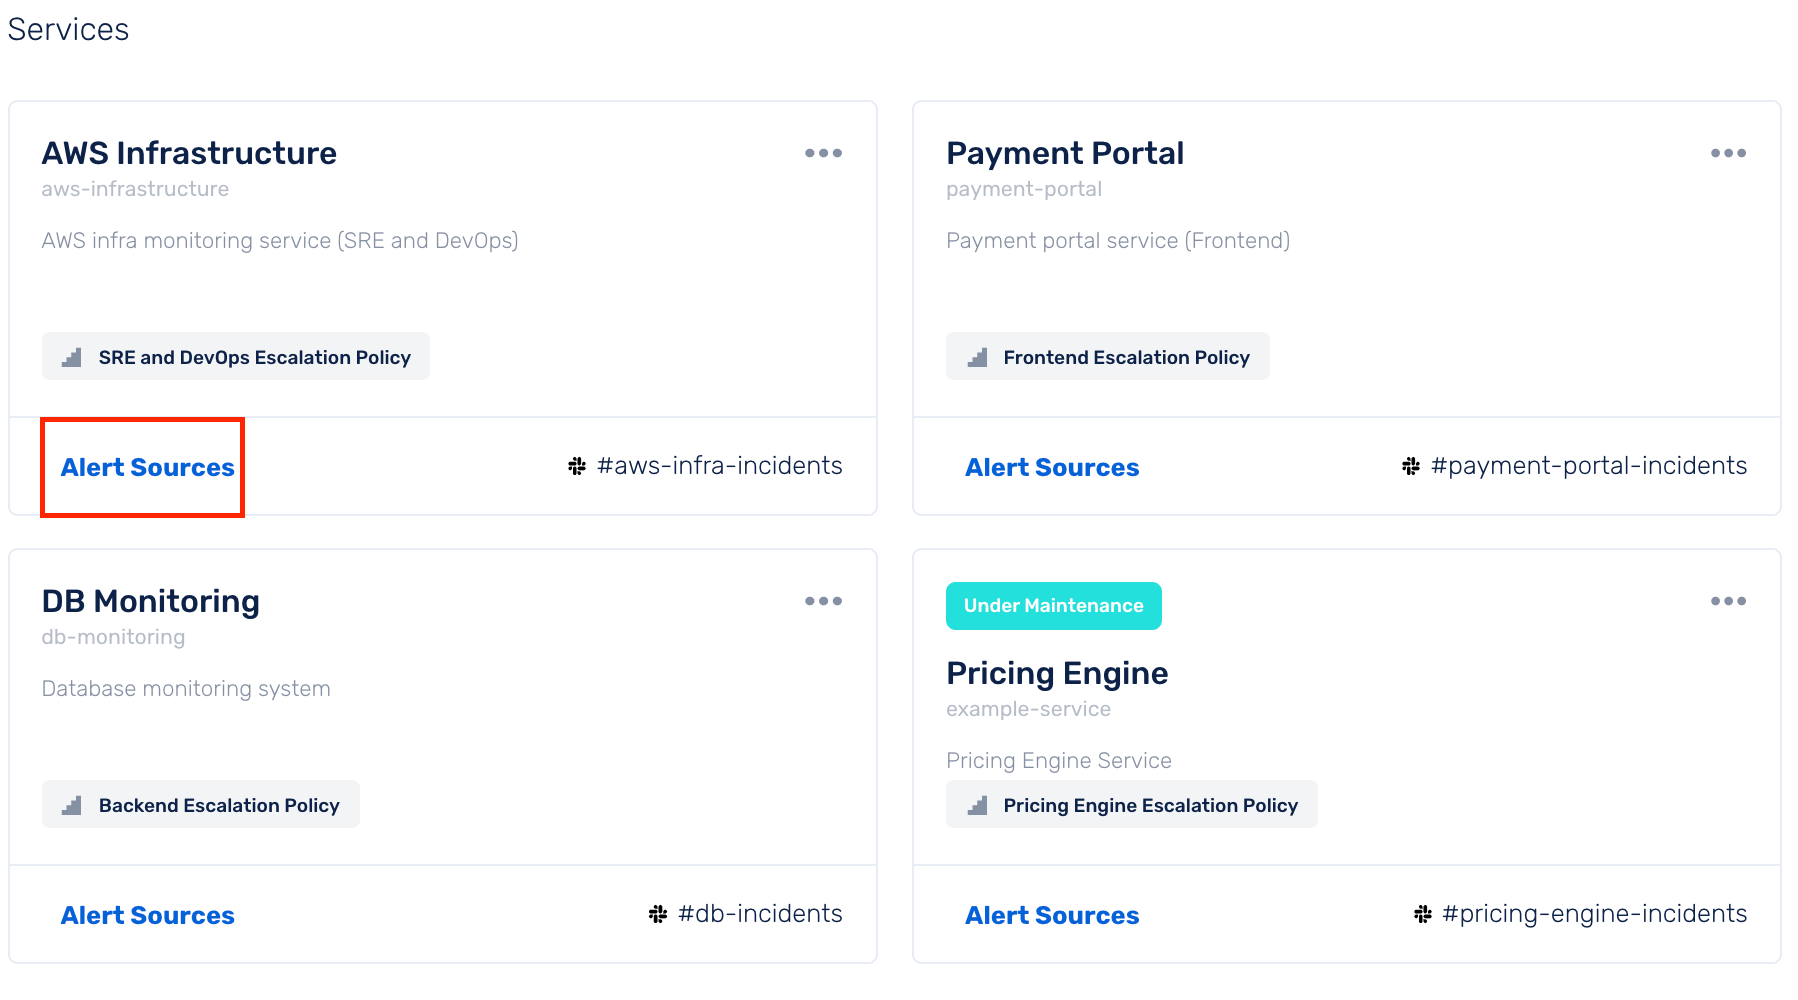 Services
AWS Infrastructure
aws-infrastructure
AWS infra monitoring service (SRE and DevOps)
SRE and DevOps Escalation Policy
Alert Sources
#aws-infra-incidents
Payment Portal
payment-portal
Payment portal service (Frontend)
Frontend Escalation Policy
Alert Sources
#payment-portal-incidents
DB Monitoring
db-monitoring
Database monitoring system
Backend Escalation Policy
Alert Sources
#db-incidents
Under Maintenance
Pricing Engine
example-service
Pricing Engine Service
Pricing Engine Escalation Policy
Alert Sources
#pricing-engine-incidents